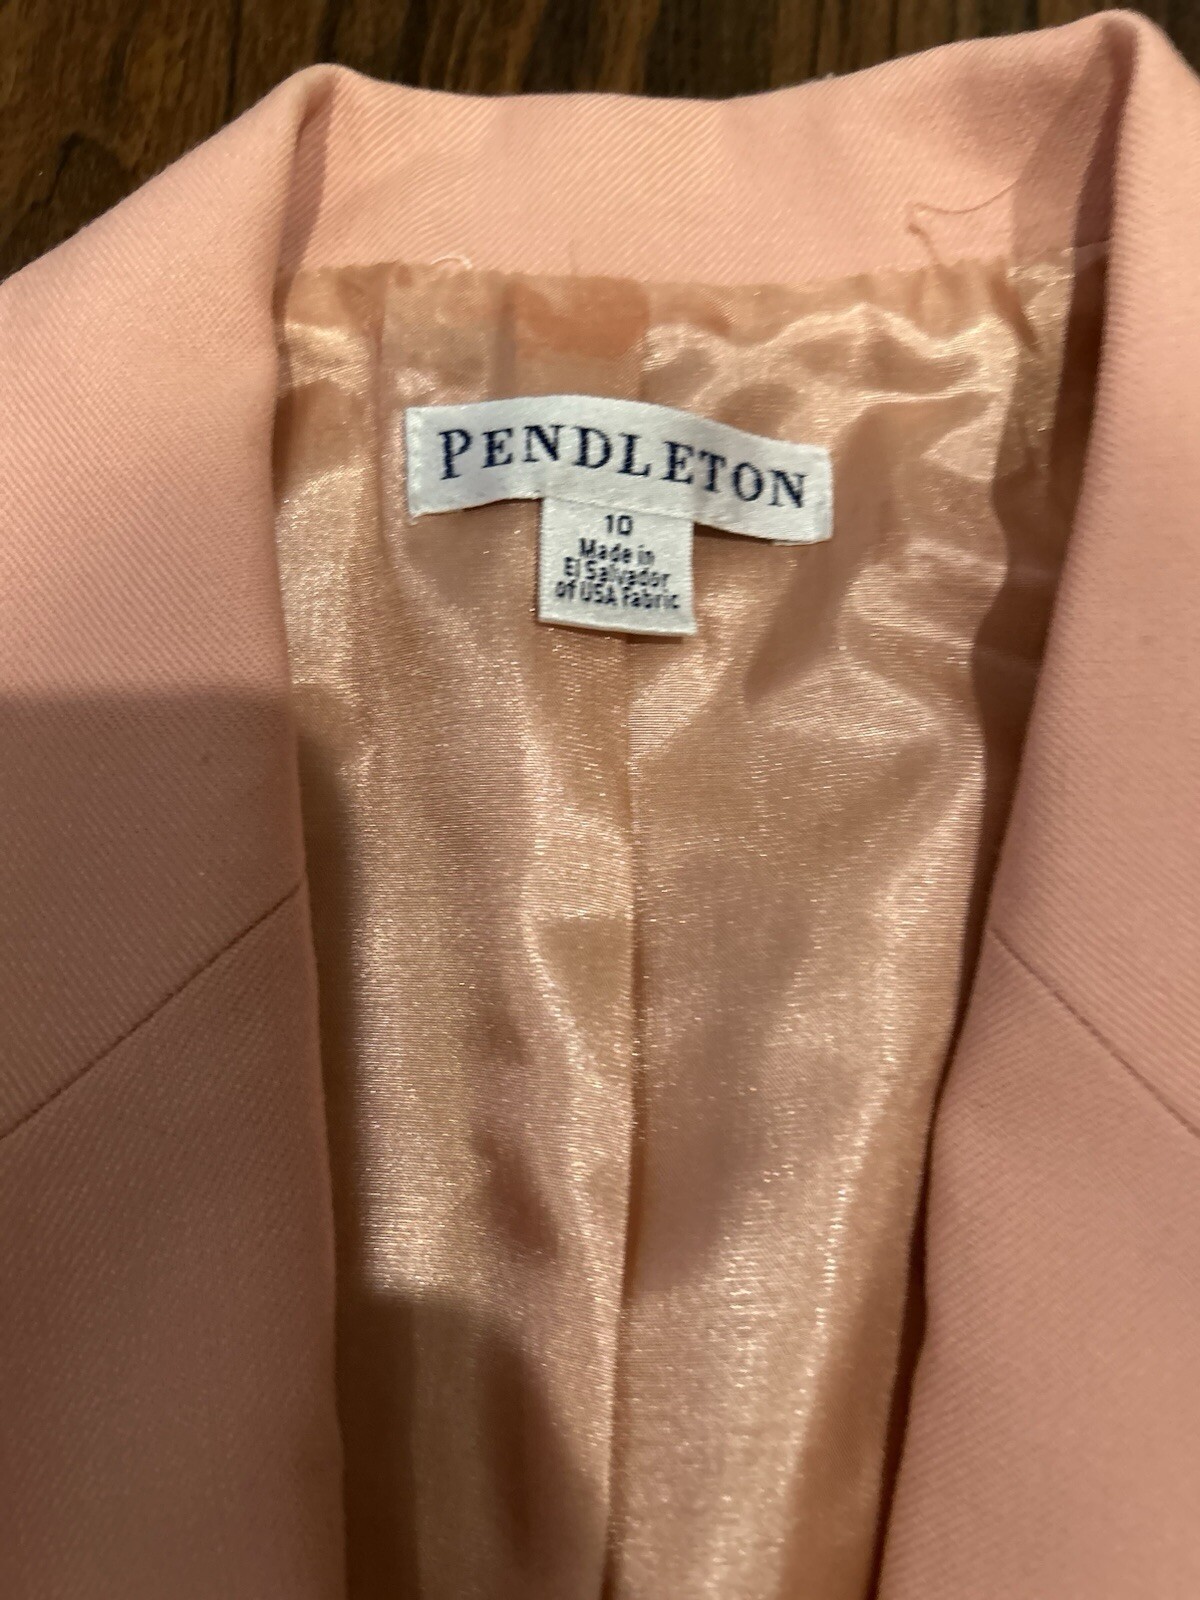 PENDLETON
10
Made in
El Salvador
of USA Fabric